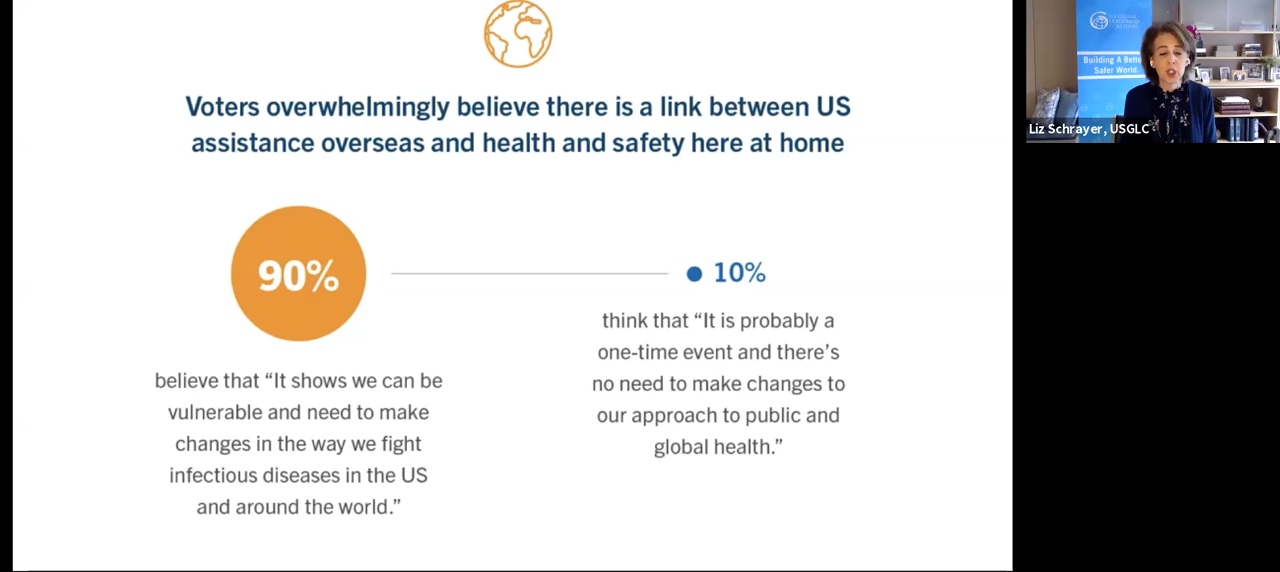 Voters overwhelmingly believe there is a link between US
assistance overseas and health and safety here at home
90%
10%
believe that “It shows we can be
vulnerable and need to make
changes in the way we fight
infectious diseases in the US
and around the world.”
think that “It is probably a
one-time event and there’s
no need to make changes to
our approach to public and
global health.”
Building A Bette
Safer World.
Liz Schrayer, USGLC